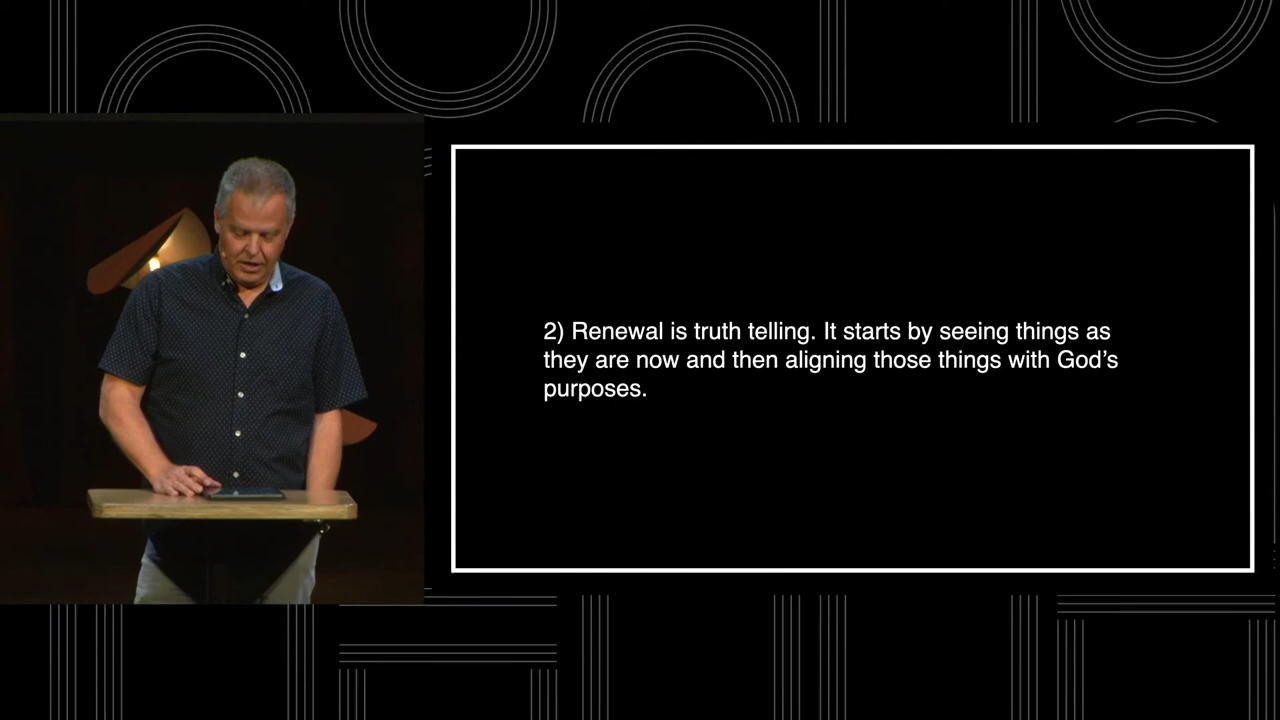 2) Renewal is truth telling. It starts by seeing things as
they are now and then aligning those things with God’s
purposes.